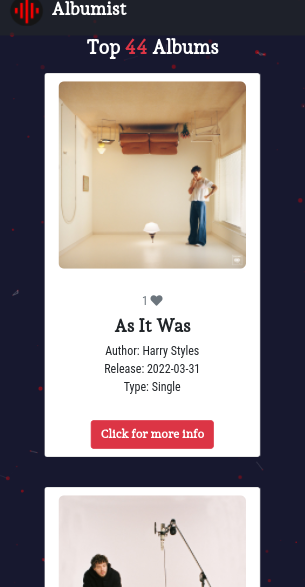 Albumist
Top 44 Albums
1
As It Was
Author: Harry Styles
Release: 2022-03-31
Type: Single
Click for more info